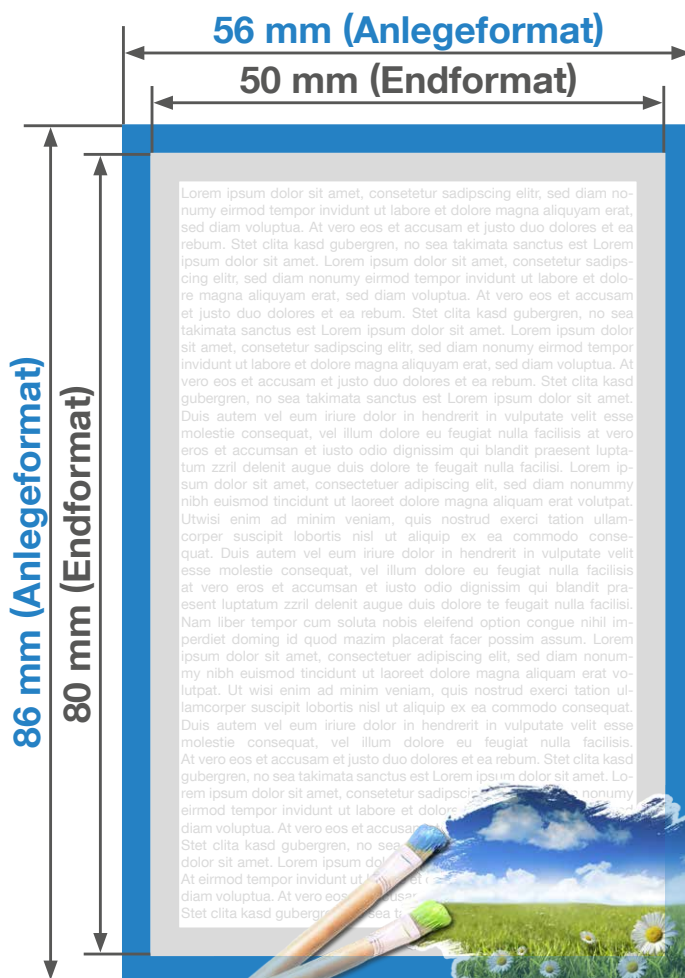 56 mm (Anlegeformat)
50 mm (Endformat)
86 mm (Anlegeformat)
80 mm (Endformat)
Lorem ipsum dolor sit amet, consetetur sadipscing elitr, sed diam no-
numy eirmod tempor invidunt ut labore et dolore magna aliquyam erat,
sed diam voluptua. At vero eos et accusam et justo duo dolores et ea
rebum. Stet clita kasd gubergren, no sea takimata sanctus est Lorem
ipsum dolor sit amet. Lorem ipsum dolor sit amet, consetetur sadips-
cing elitr, sed diam nonumy eirmod tempor invidunt ut labore et dolo-
re magna aliquyam erat, sed diam voluptua. At vero eos et accusam
et justo duo dolores et ea rebum. Stet clita kasd gubergren, no sea
takimata sanctus est Lorem ipsum dolor sit amet. Lorem ipsum dolor
sit amet, consetetur sadipscing elitr, sed diam nonumy eirmod tempor
invidunt ut labore et dolore magna aliquyam erat, sed diam voluptua. At
vero eos et accusam et justo duo dolores et ea rebum. Stet clita kasd
gubergren, no sea takimata sanctus est Lorem ipsum dolor sit amet.
Duis autem vel eum iriure dolor in hendrerit in vulputate velit esse
molestie consequat, vel illum dolore eu feugiat nulla facilisis at vero
eros et accumsan et iusto odio dignissim qui blandit praesent lupta-
tum zzril delenit augue duis dolore te feugait nulla facilisi. Lorem ip-
sum dolor sit amet, consectetuer adipiscing elit, sed diam nonummy
nibh euismod tincidunt ut laoreet dolore magna aliquam erat volutpat.
Utwisi enim ad minim veniam, quis nostrud exerci tation ullam-
corper suscipit lobortis nisl ut aliquip ex ea commodo conse-
quat. Duis autem vel eum iriure dolor in hendrerit in vulputate velit
esse molestie consequat, vel illum dolore eu feugiat nulla facilisis
at vero eros et accumsan et iusto odio dignissim qui blandit pra-
esent luptatum zzril delenit augue duis dolore te feugait nulla facilisi.
Nam liber tempor cum soluta nobis eleifend option congue nihil im-
perdiet doming id quod mazim placerat facer possim assum. Lorem
ipsum dolor sit amet, consectetuer adipiscing elit, sed diam nonum-
my nibh euismod tincidunt ut laoreet dolore magna aliquam erat vo-
lutpat. Ut wisi enim ad minim veniam, quis nostrud exerci tation ul-
lamcorper suscipit lobortis nisl ut aliquip ex ea commodo consequat.
Duis autem vel eum iriure dolor in hendrerit in vulputate velit esse
molestie consequat, vel illum dolore eu feugiat nulla facilisis.
At vero eos et accusam et justo duo dolores et ea rebum. Stet clita kasd
gubergren, no sea takimata sanctus est Lorem ipsum dolor sit amet. Lo-
rem ipsum dolor sit amet, consetetur nonumy
eirmod tempor invidunt ut labore et
diam voluptua. At vero eos et
Stet clita kasd gubergren, no sea
dolor sit amet. Lorem ipsum
At eirmod tempor invidunt ut
diam voluptua. At vero eos
Stet clita kasd sea